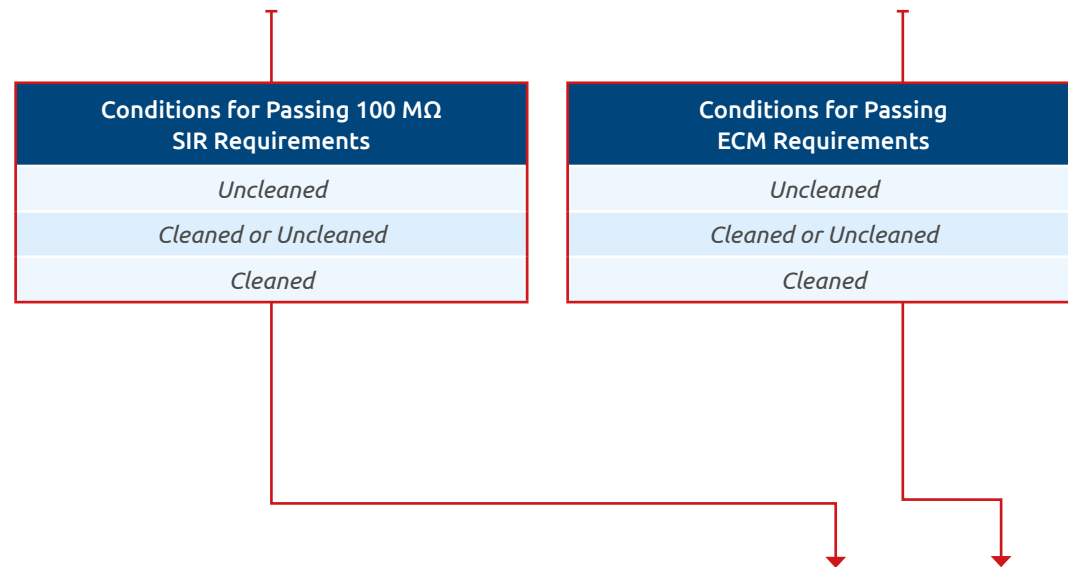 Conditions for Passing 100 MΩ
SIR Requirements
Uncleaned
Cleaned or Uncleaned
Cleaned
Conditions for Passing
ECM Requirements
Uncleaned
Cleaned or Uncleaned
Cleaned